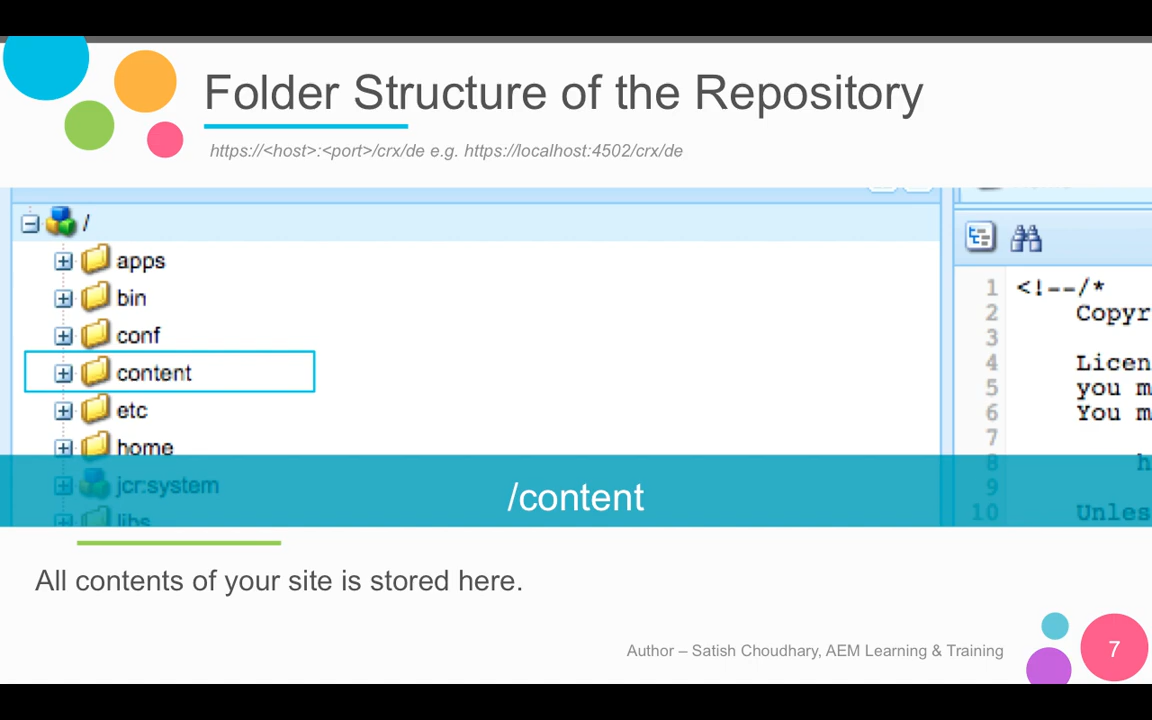 Folder Structure of the Repository
https://<host>:<port>/crx/de e.g. https://localhost:4502/crx/de
/
apps
bin
conf
content
etc
home
jcr:system
libs
1 <!--/*
2 Copyr
3
4 Licen
5 you m
6 You m
7
8 h
9
10 Unles
/content
All contents of your site is stored here.
Author – Satish Choudhary, AEM Learning & Training
7